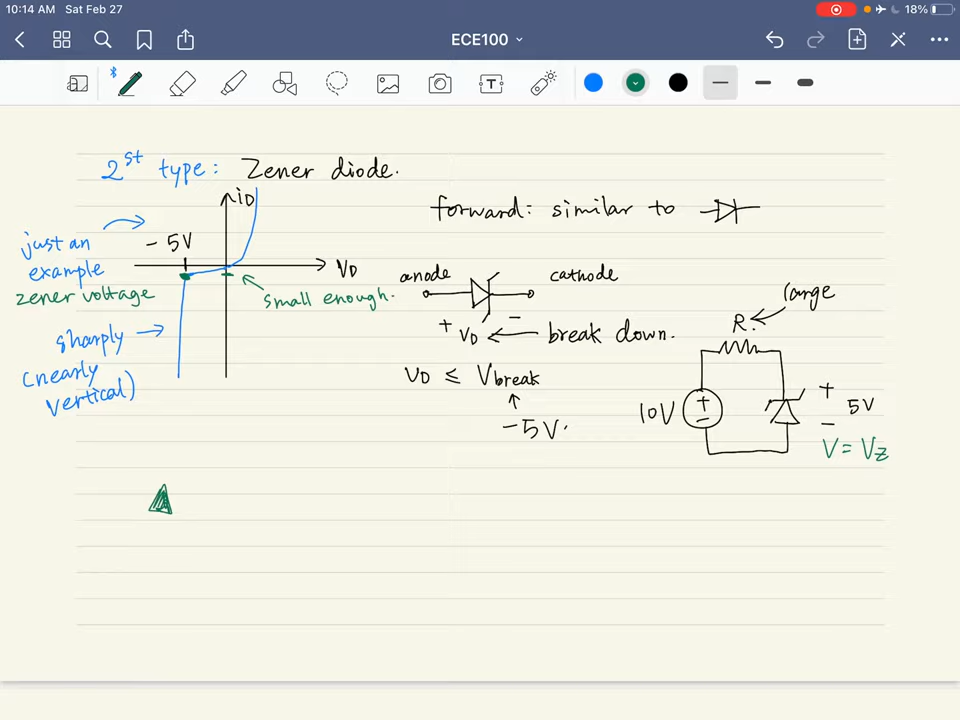 10:14 AM Sat Feb 27
18%
ECE100
T
2st type: Zener diode.
iD
forward: similar to
just an example
-5V
VD
zener voltage
small enough.
anode
cathode
+ VD -
break down.
sharply
(nearly vertical)
VD ≤ Vbreak
-5V.
large
R.
10V
+
-
+
5V
-
V = Vz